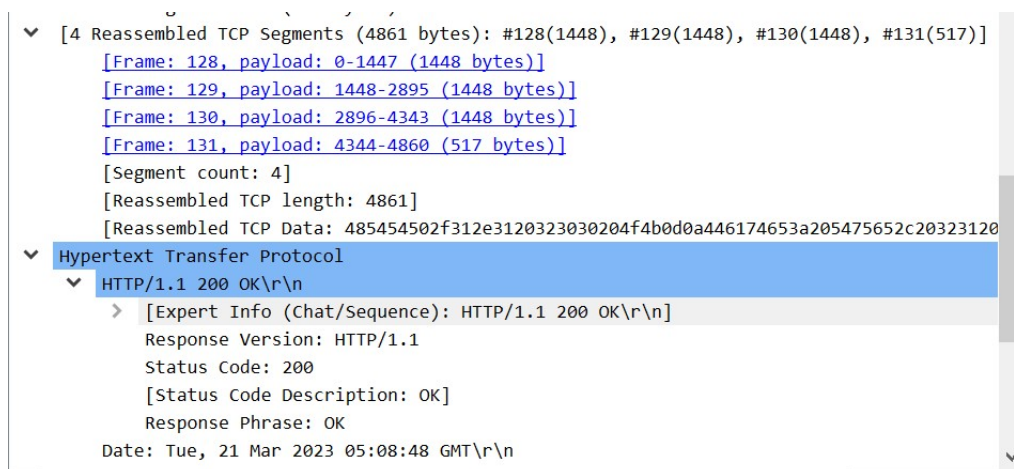 [4 Reassembled TCP Segments (4861 bytes): #128(1448), #129(1448), #130(1448), #131(517)]
[Frame: 128, payload: 0-1447 (1448 bytes)]
[Frame: 129, payload: 1448-2895 (1448 bytes)]
[Frame: 130, payload: 2896-4343 (1448 bytes)]
[Frame: 131, payload: 4344-4860 (517 bytes)]
[Segment count: 4]
[Reassembled TCP length: 4861]
[Reassembled TCP Data: 485454502f312e3120323030204f4b0d0a446174653a205475652c20323120
Hypertext Transfer Protocol
HTTP/1.1 200 OK\r\n
[Expert Info (Chat/Sequence): HTTP/1.1 200 OK\r\n]
Response Version: HTTP/1.1
Status Code: 200
[Status Code Description: OK]
Response Phrase: OK
Date: Tue, 21 Mar 2023 05:08:48 GMT\r\n